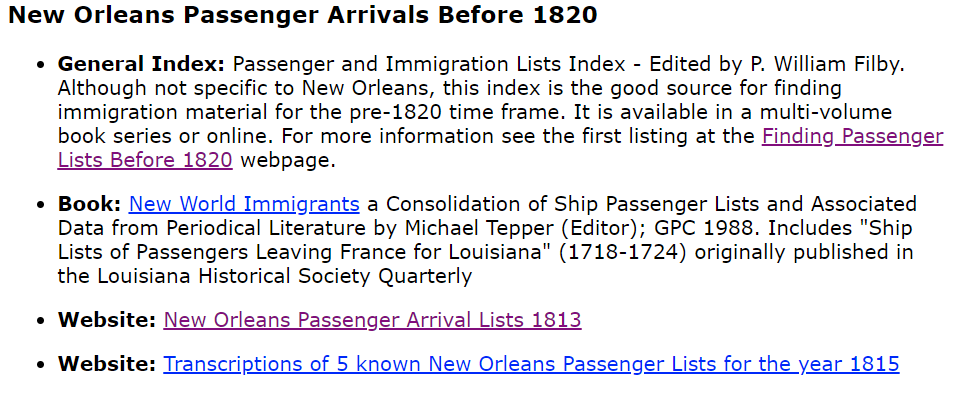 New Orleans Passenger Arrivals Before 1820
• General Index: Passenger and Immigration Lists Index - Edited by P. William Filby.
Although not specific to New Orleans, this index is the good source for finding
immigration material for the pre-1820 time frame. It is available in a multi-volume
book series or online. For more information see the first listing at the Finding Passenger
Lists Before 1820 webpage.
• Book: New World Immigrants a Consolidation of Ship Passenger Lists and Associated
Data from Periodical Literature by Michael Tepper (Editor); GPC 1988. Includes "Ship
Lists of Passengers Leaving France for Louisiana" (1718-1724) originally published in
the Louisiana Historical Society Quarterly
• Website: New Orleans Passenger Arrival Lists 1813
• Website: Transcriptions of 5 known New Orleans Passenger Lists for the year 1815